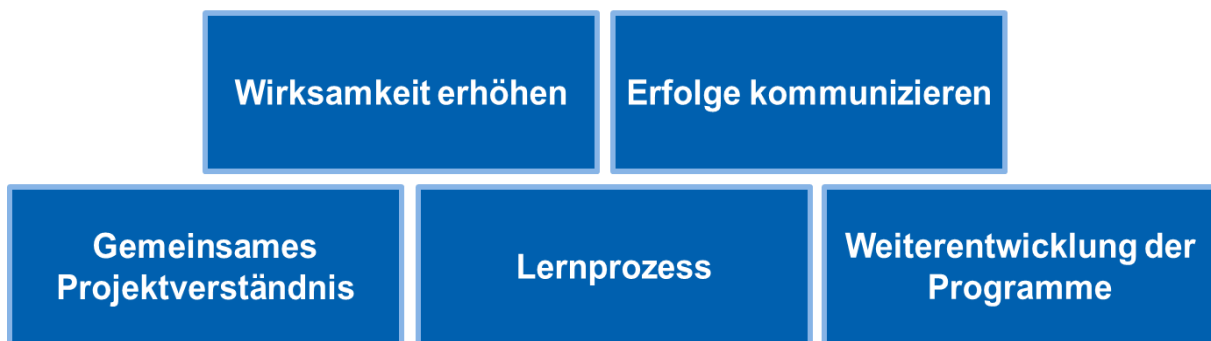 Wirksamkeit erhöhen
Erfolge kommunizieren
Gemeinsames
Projektverständnis
Lernprozess
Weiterentwicklung der
Programme